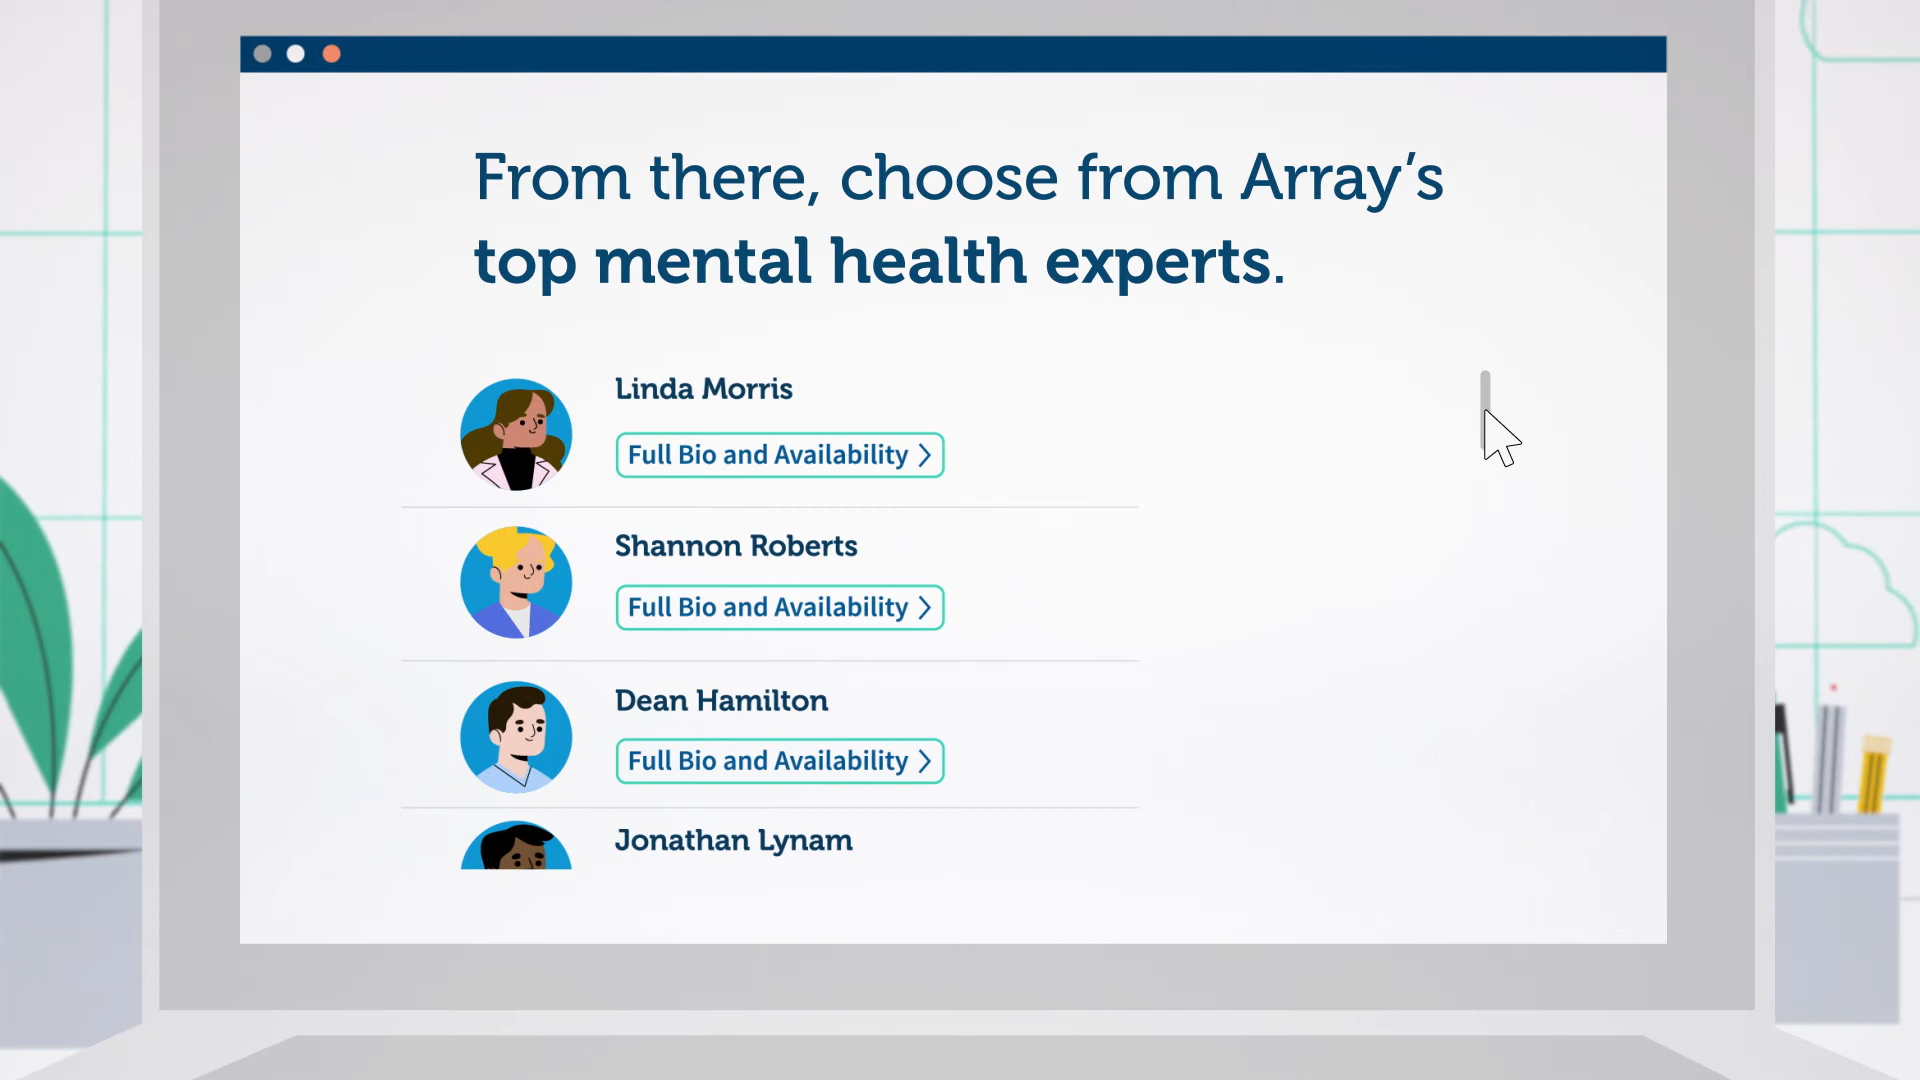 From there, choose from Array’s
top mental health experts.
Linda Morris
Full Bio and Availability
Shannon Roberts
Full Bio and Availability
Dean Hamilton
Full Bio and Availability
Jonathan Lynam